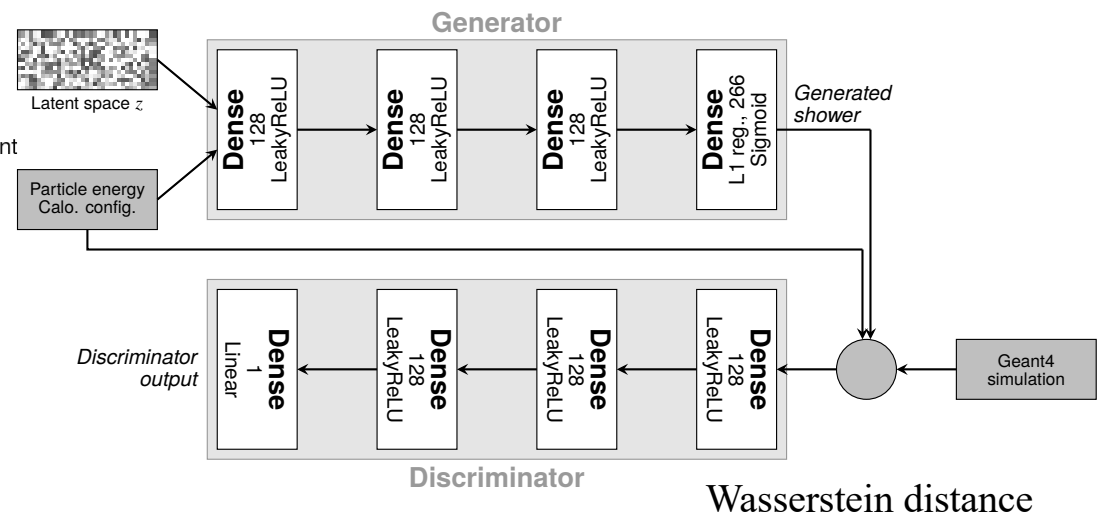 Generator
Latent space z
nt
Particle energy
Calo. config.
Dense
128
LeakyReLU
Dense
128
LeakyReLU
Dense
128
LeakyReLU
Dense
L1 reg., 266
Sigmoid
Generated
shower
Discriminator
output
Dense
1
Linear
Dense
128
LeakyReLU
Dense
128
LeakyReLU
Dense
128
LeakyReLU
Geant4
simulation
Discriminator
Wasserstein distance